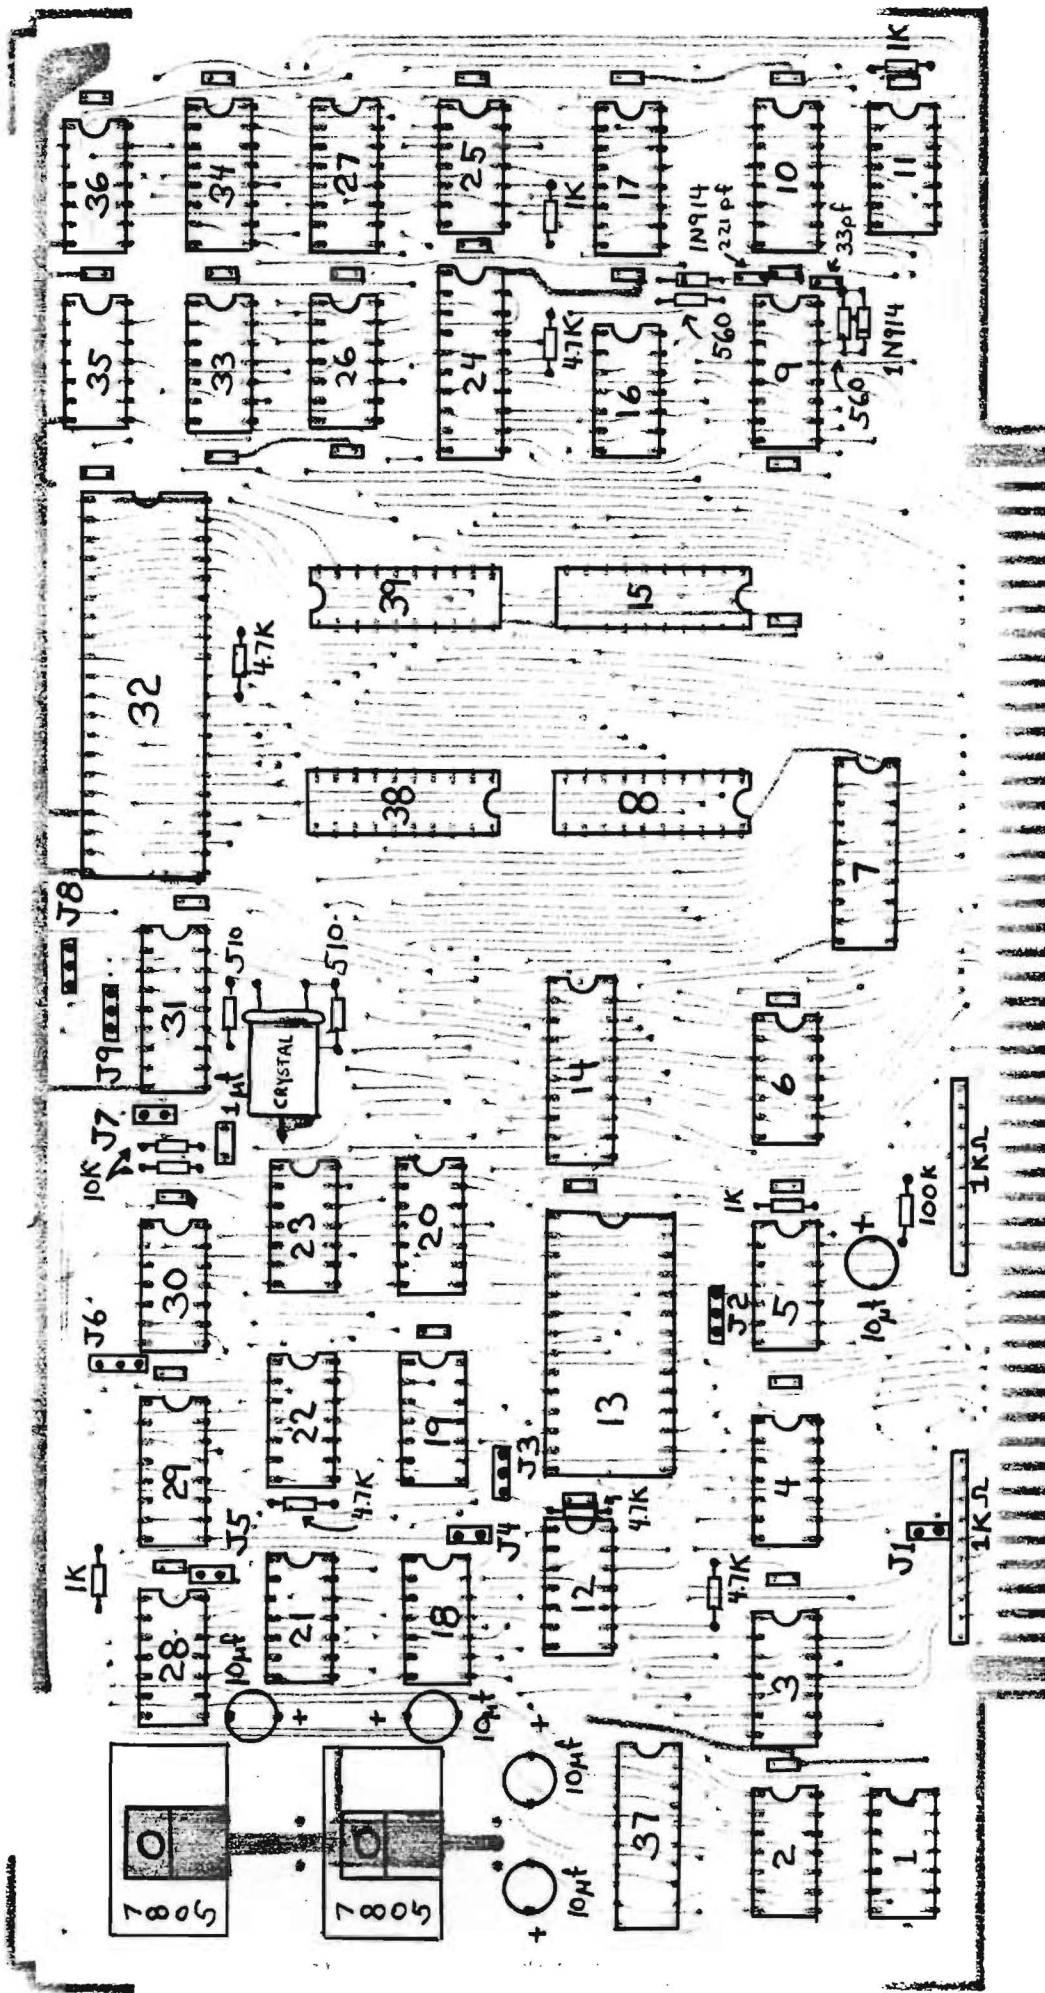 36
34
27
25
17
10
11
1K
1K
1N914
221pf
33pf
35
33
26
24
4.7K
16
560
9
560
1N914
32
4.7K
39
15
38
8
7
J8
J9
31
510
510
CRYSTAL
1µf
J7
10K
14
6
30
J6
23
20
1K
5
J2
10µf
+
100K
1KΩ
29
22
19
13
J3
4.7K
J5
4.7K
J4
4
J1
1KΩ
1K
28
21
18
12
4.7K
3
10µf
+
+
10µf
+
10µf
10µf
+
37
2
1
7805
7805